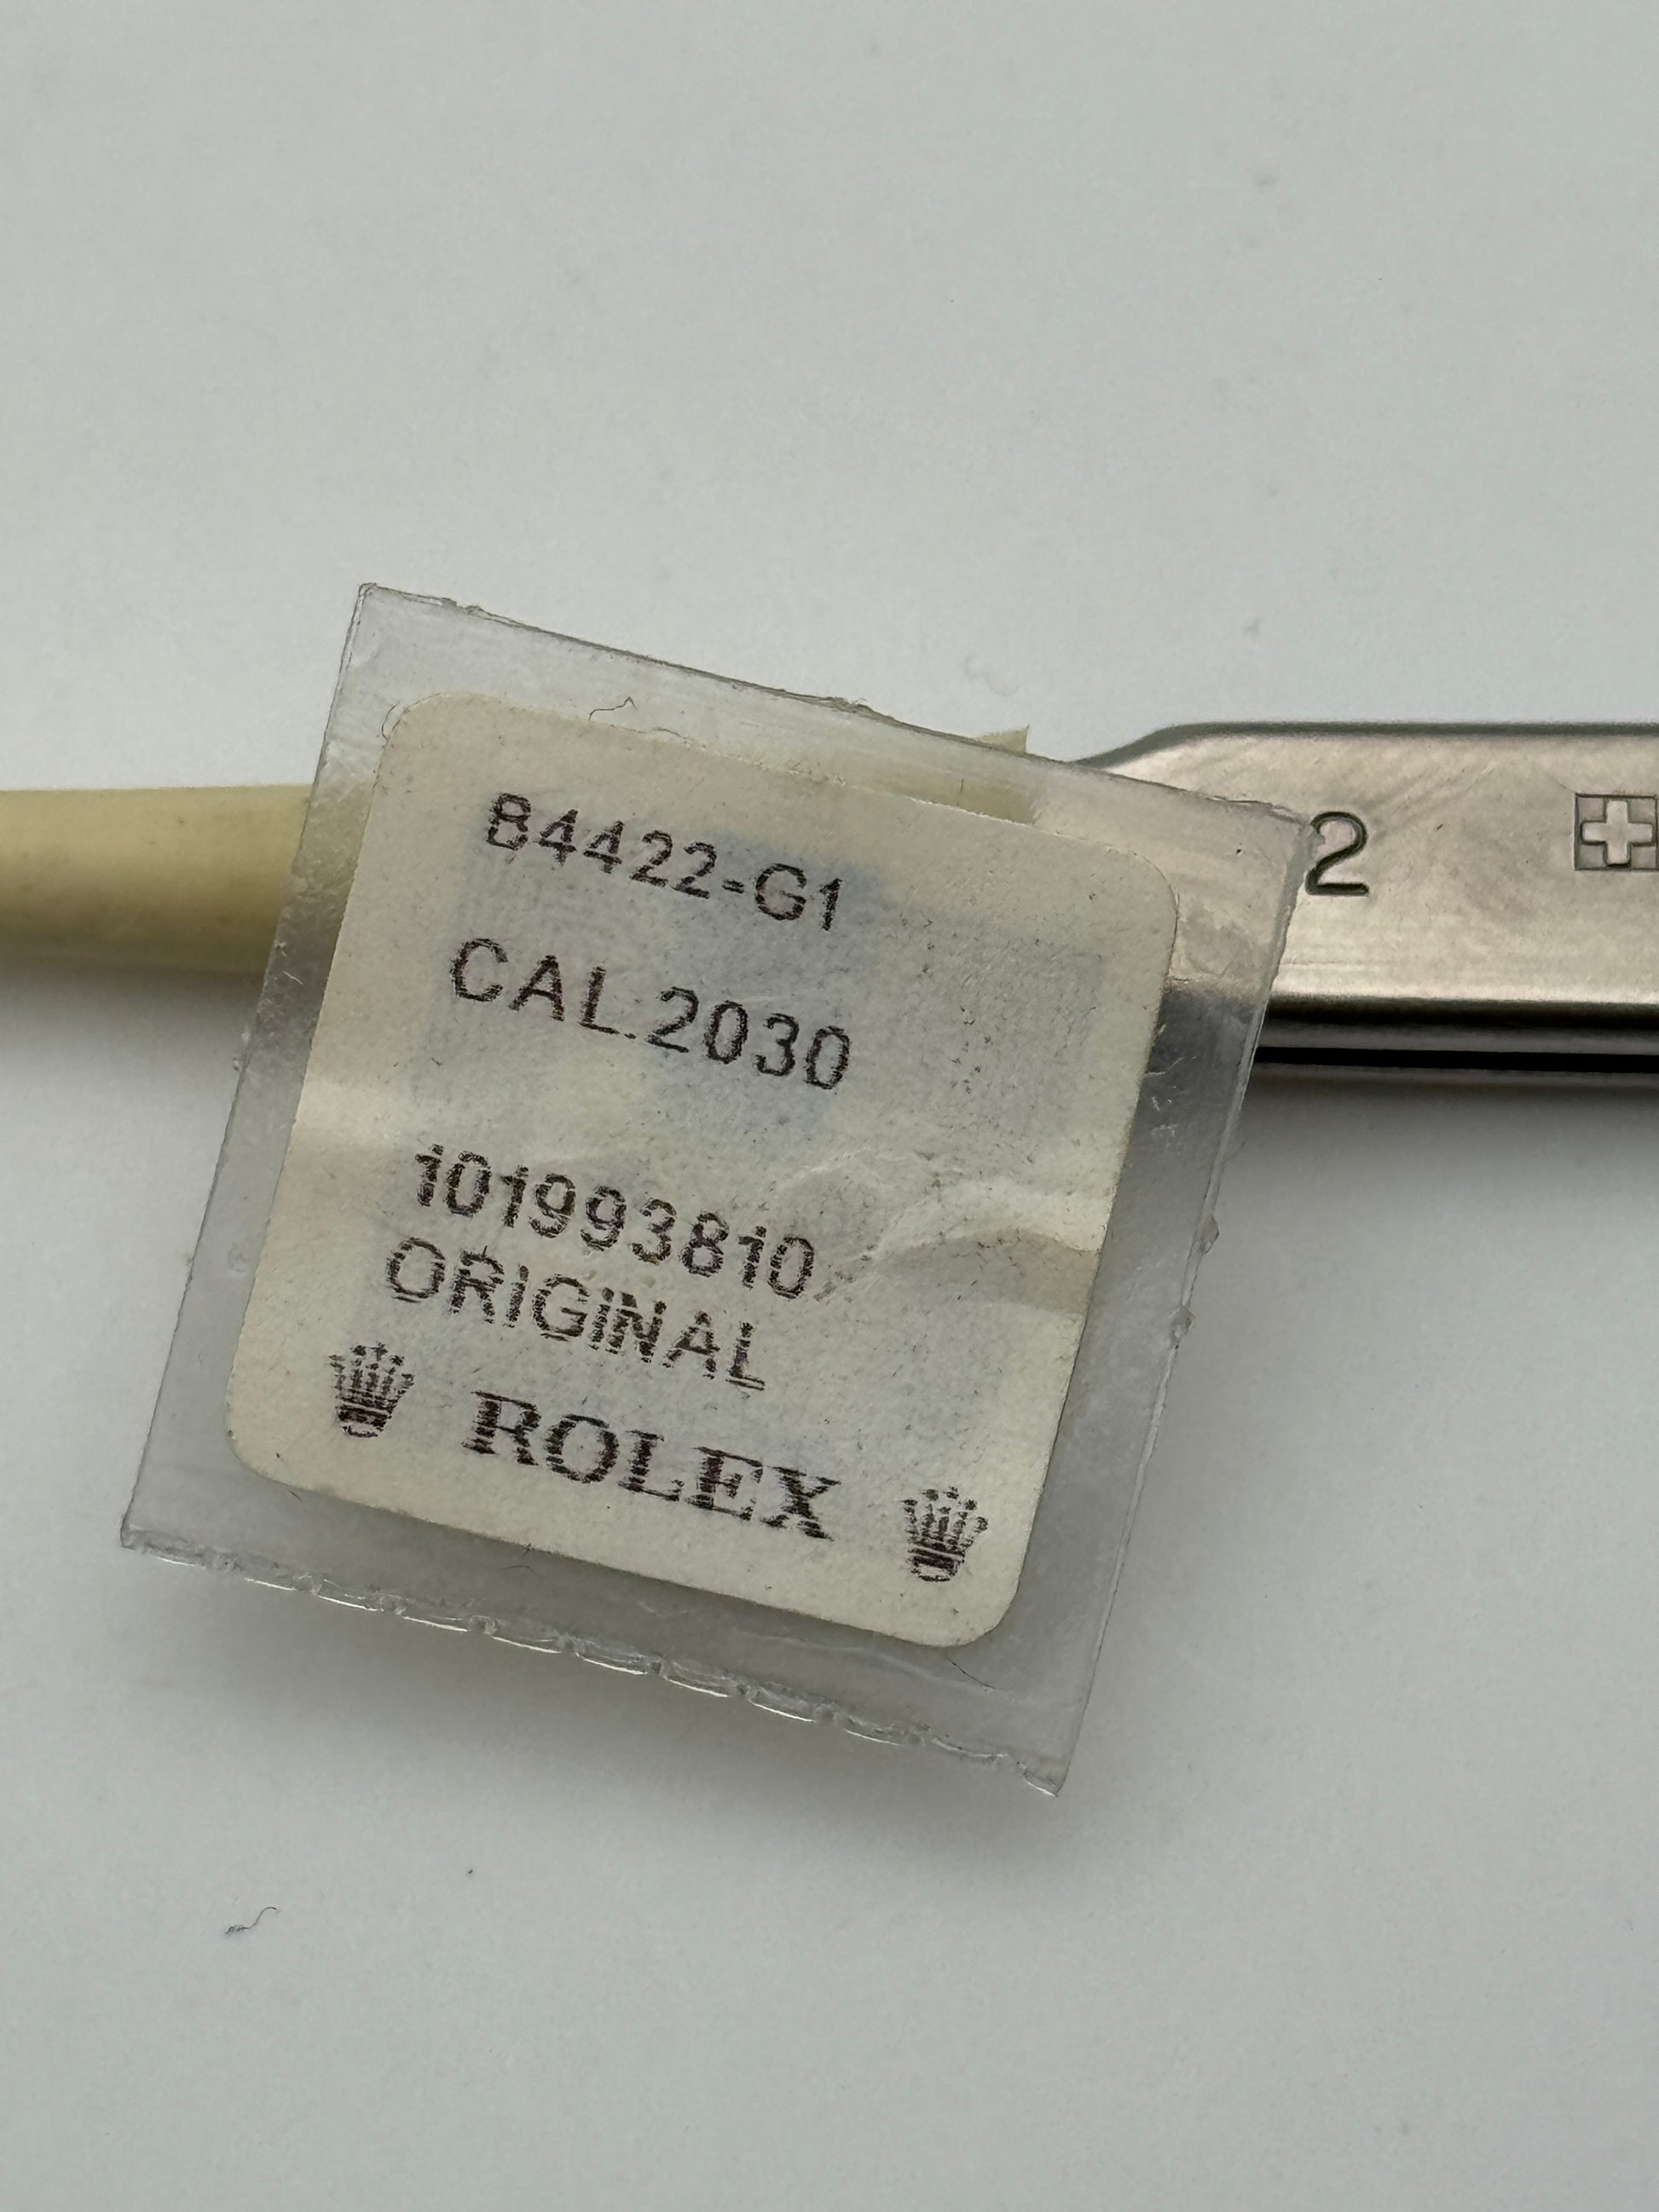 B4422-G1
CAL.2030
101993810
ORIGINAL
ROLEX
2